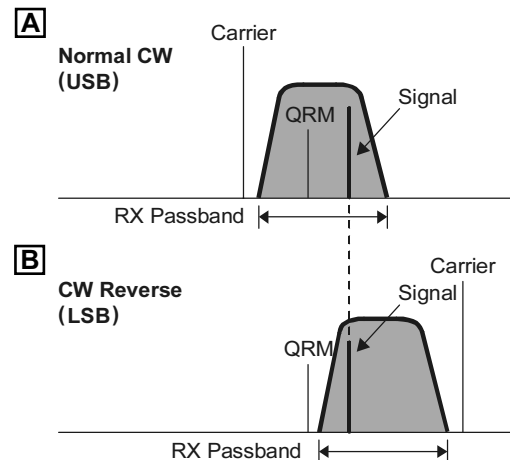 A
Carrier
Normal CW
(USB)
Signal
QRM
RX Passband
B
Carrier
CW Reverse
(LSB)
Signal
QRM
RX Passband